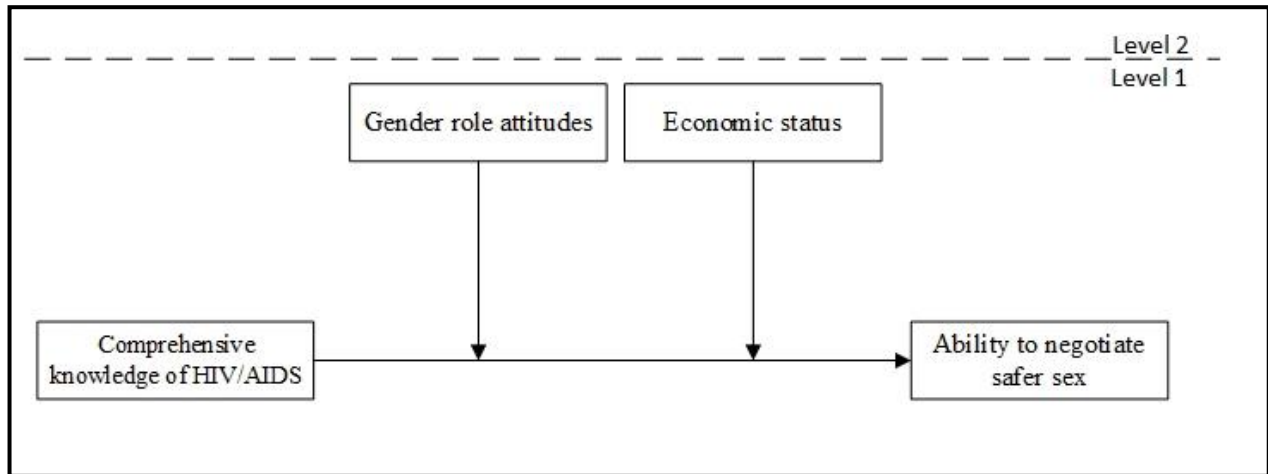 Level 2
Level 1
Gender role attitudes
Economic status
Comprehensive
knowledge of HIV/AIDS
Ability to negotiate
safer sex